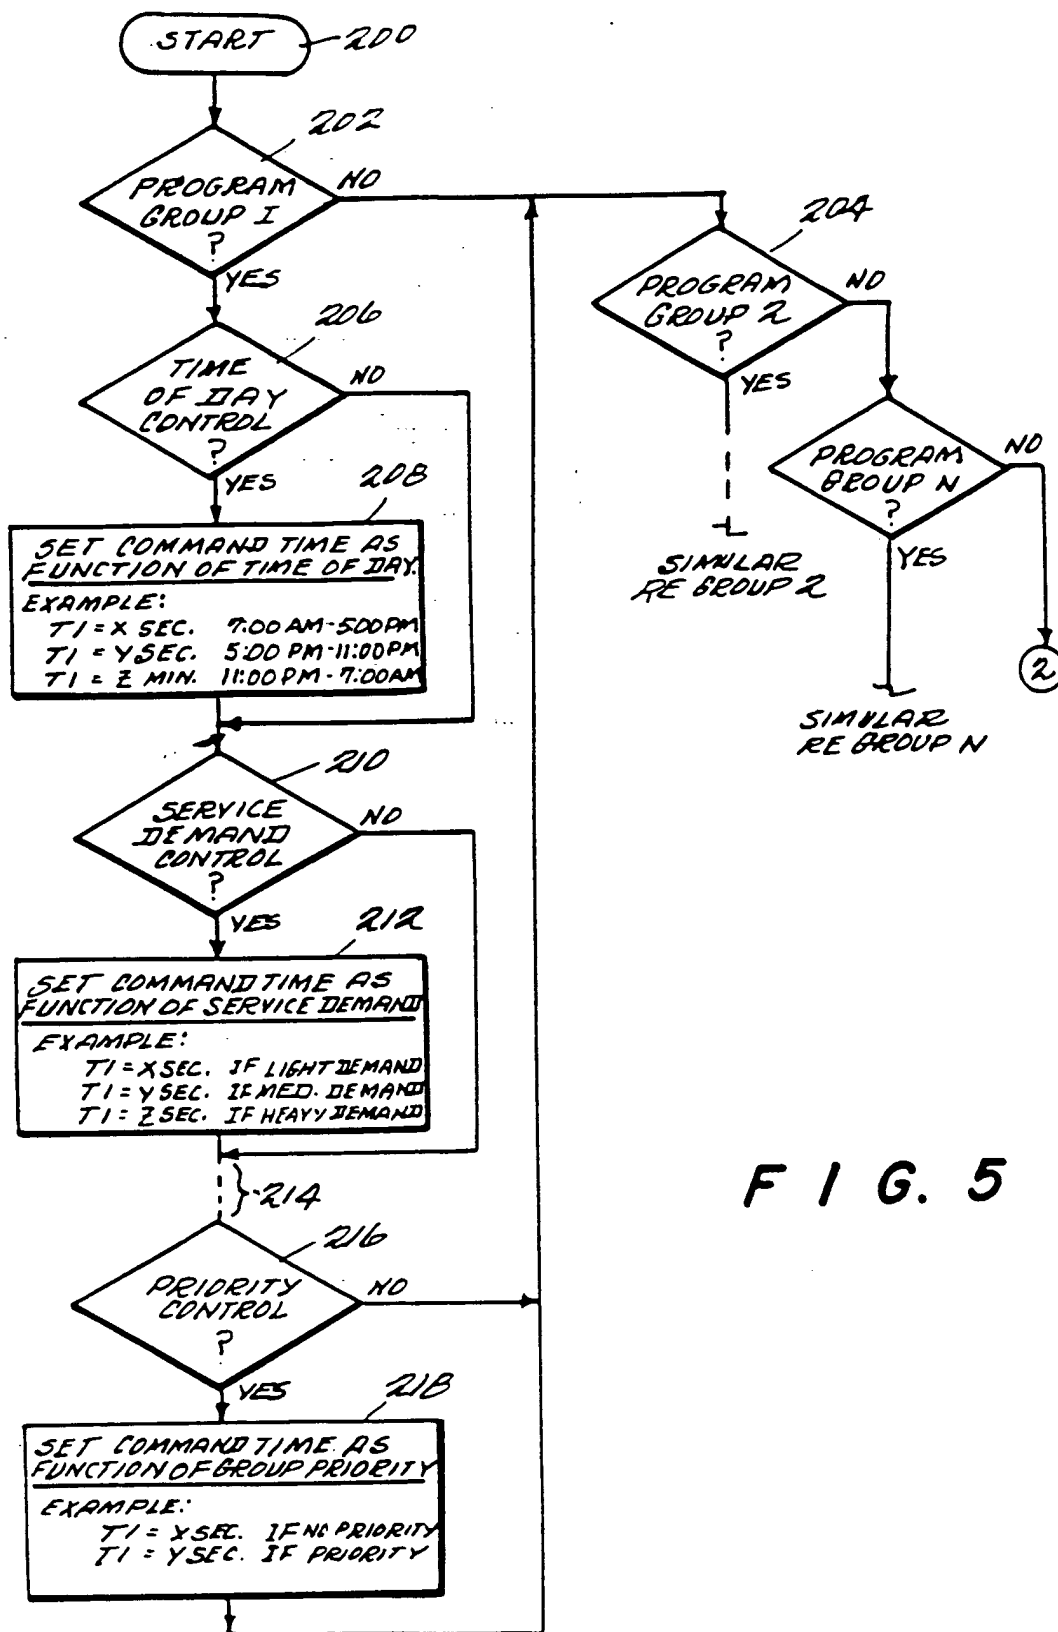 START
200
202
PROGRAM
GROUP I
?
NO
YES
204
PROGRAM
GROUP 2
?
NO
YES
SIMULAR
RE GROUP 2
PROGRAM
GROUP N
?
NO
YES
SIMULAR
RE GROUP N
2
206
TIME
OF DAY
CONTROL
?
NO
YES
208
SET COMMAND TIME AS
FUNCTION OF TIME OF DAY.
EXAMPLE:
T1 = X SEC. 7:00 AM-500 PM
T1 = Y SEC. 5:00 PM-11:00 PM
T1 = Z MIN. 11:00 PM - 7:00 AM
210
SERVICE
DEMAND
CONTROL
?
NO
YES
212
SET COMMAND TIME AS
FUNCTION OF SERVICE DEMAND
EXAMPLE:
T1 = X SEC. IF LIGHT DEMAND
T1 = Y SEC. IF MED. DEMAND
T1 = Z SEC. IF HEAVY DEMAND
214
216
PRIORITY
CONTROL
?
NO
YES
218
SET COMMAND TIME AS
FUNCTION OF GROUP PRIORITY
EXAMPLE:
T1 = X SEC. IF NO PRIORITY
T1 = Y SEC. IF PRIORITY
FIG. 5